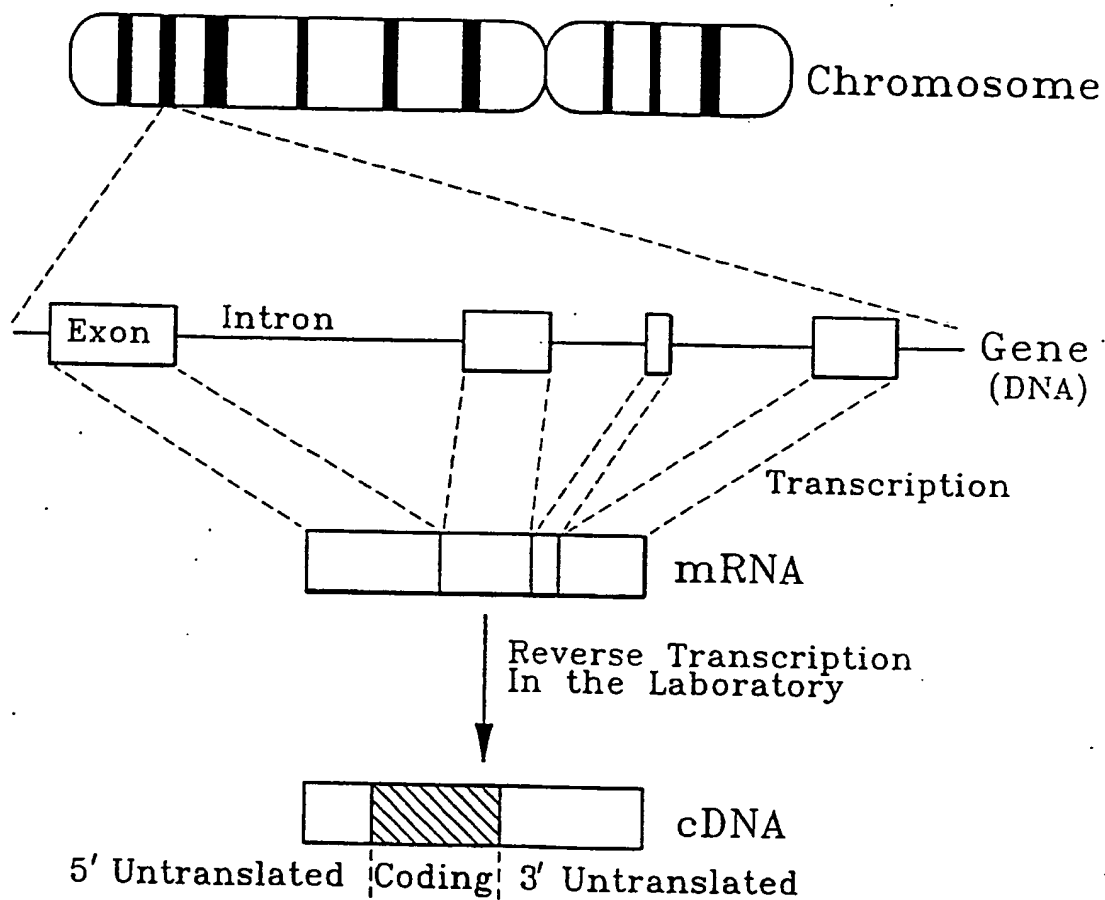 Chromosome
Exon
Intron
Gene
(DNA)
Transcription
mRNA
Reverse Transcription
In the Laboratory
cDNA
5′ Untranslated Coding 3′ Untranslated